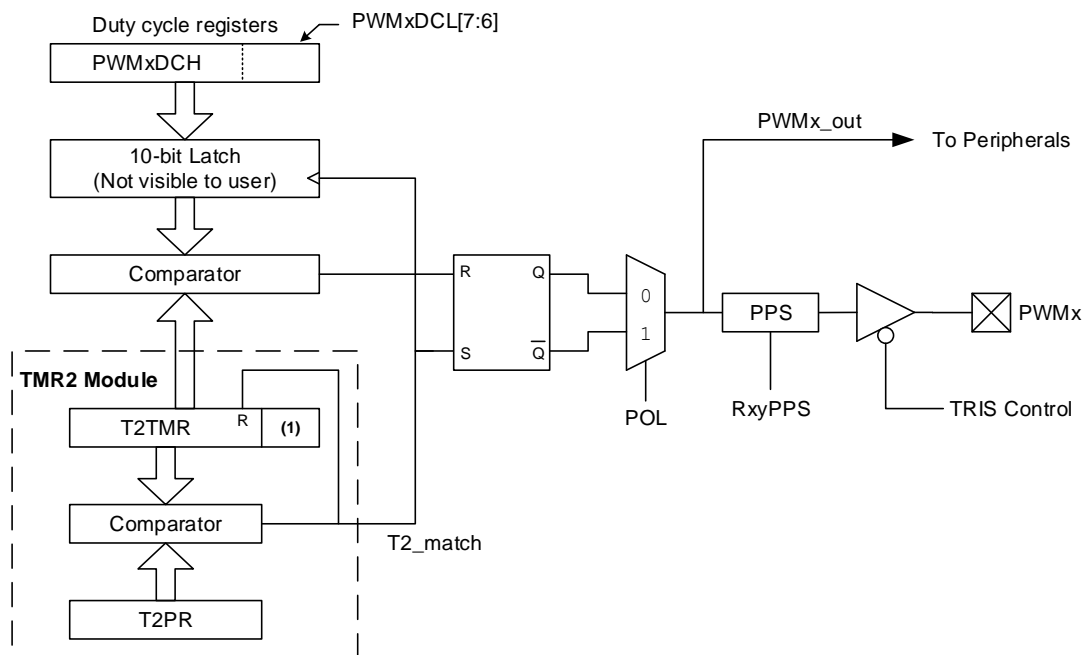 Duty cycle registers
PWMxDCL[7:6]
PWMxDCH
10-bit Latch
(Not visible to user)
Comparator
TMR2 Module
T2TMR
R
(1)
Comparator
T2_match
T2PR
R
S
Q
Q̅
0
1
POL
PWMx_out
To Peripherals
PPS
RxyPPS
PWMx
TRIS Control